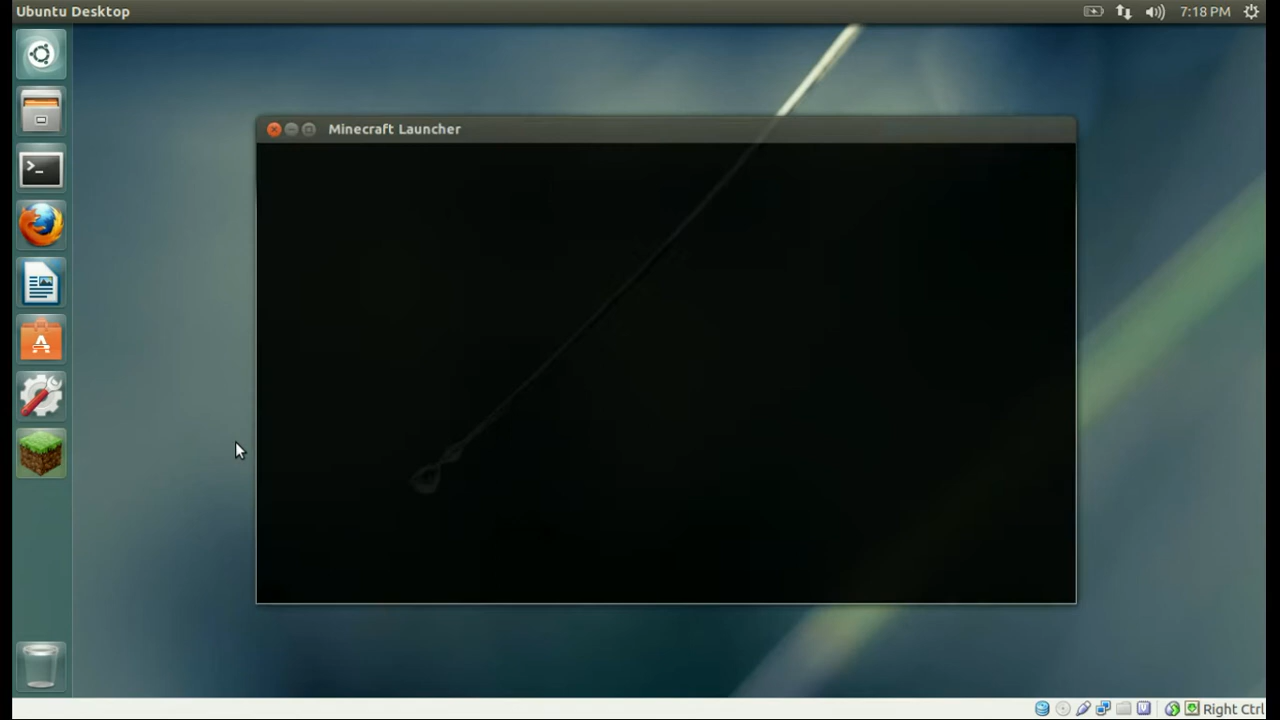 Ubuntu Desktop
7:18 PM
Minecraft Launcher
>_
Right Ctrl